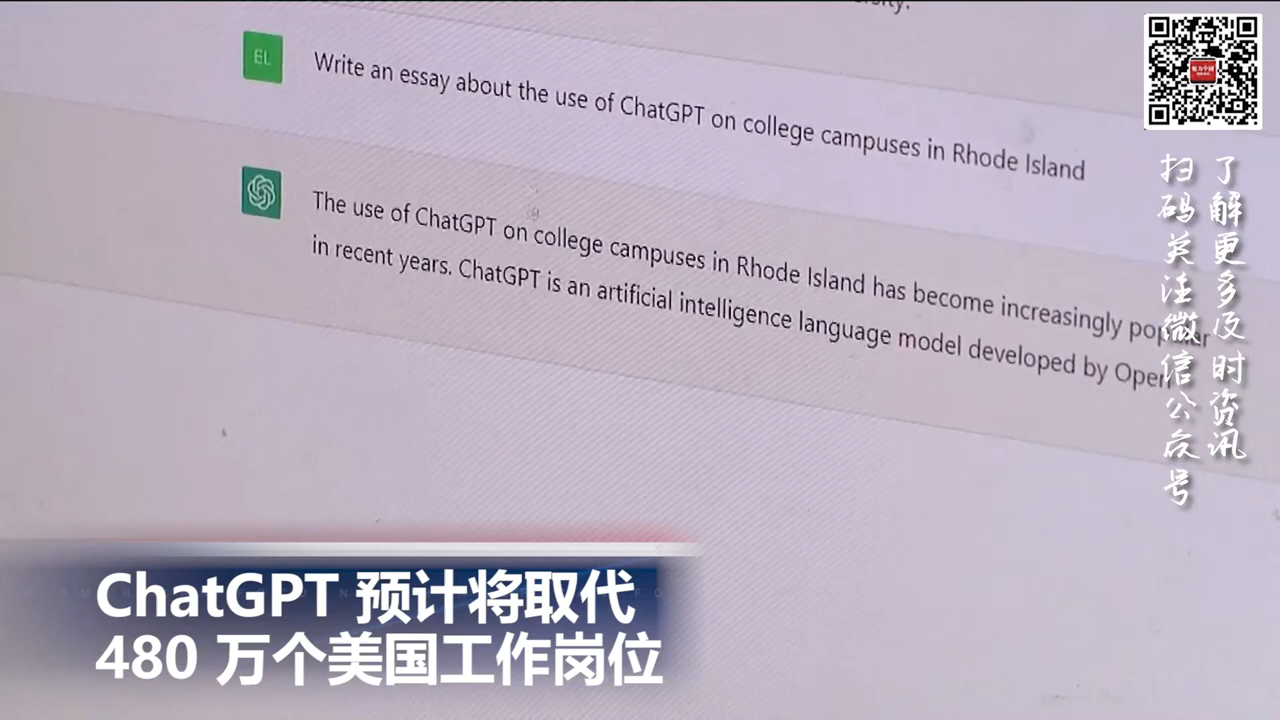 EL
Write an essay about the use of ChatGPT on college campuses in Rhode Island
The use of ChatGPT on college campuses in Rhode Island has become increasingly popular
in recent years. ChatGPT is an artificial intelligence language model developed by Open
了解更多及时资讯
扫码关注微信公众号
ChatGPT 预计将取代
480 万个美国工作岗位